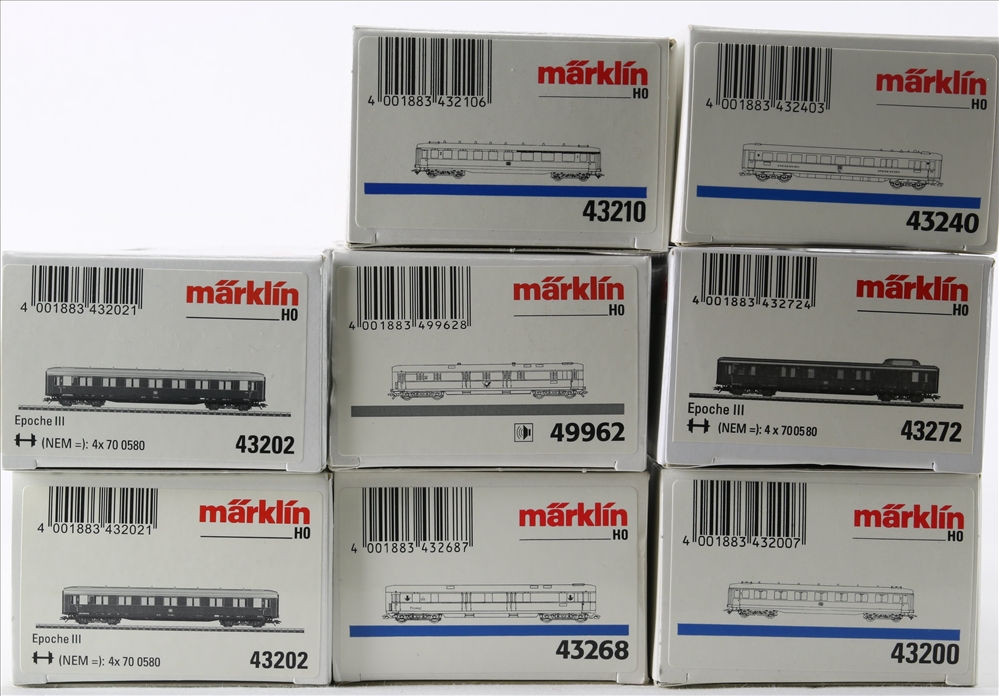 märklin
H0
4 001883 432106
43210
märklin
H0
4 001883 432403
43240
märklin
H0
4 001883 432021
Epoche III
(NEM =): 4x 70 0580
43202
märklin
H0
4 001883 499628
49962
märklin
H0
4 001883 432724
Epoche III
(NEM =): 4 x 700580
43272
märklin
H0
4 001883 432021
Epoche III
(NEM =): 4x 70 0580
43202
märklin
H0
4 001883 432687
43268
märklin
H0
4 001883 432007
43200